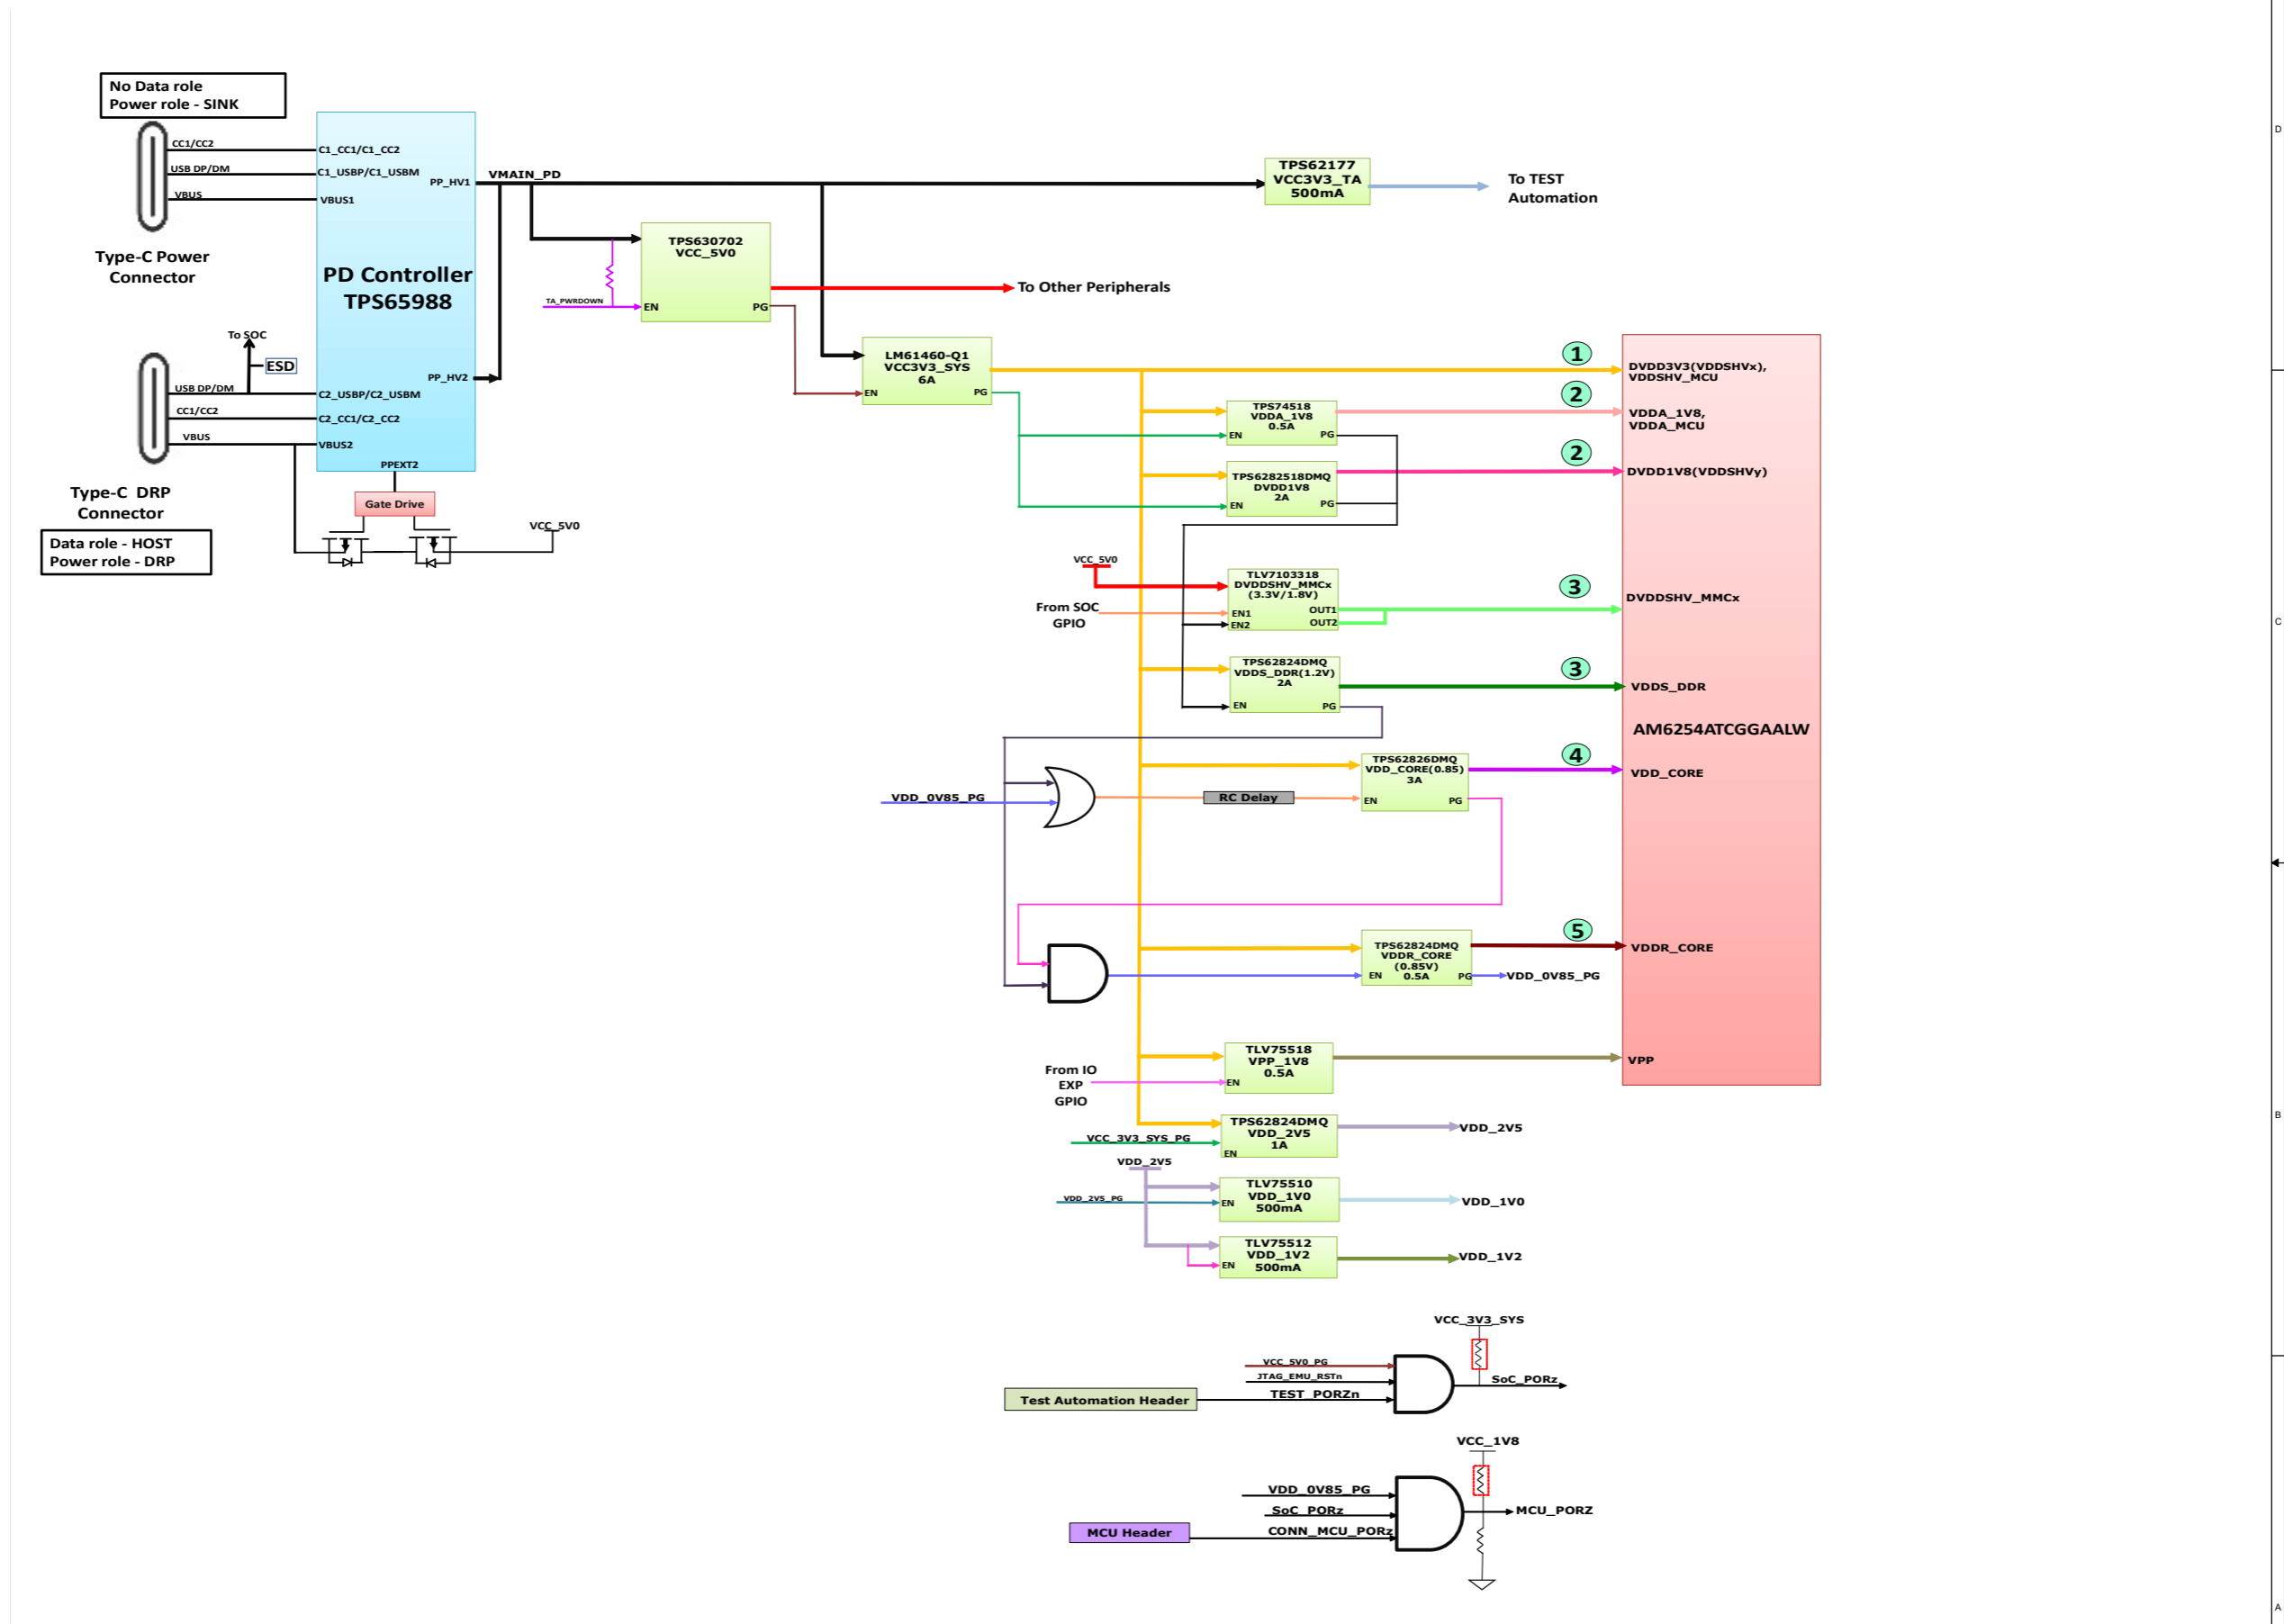 No Data role
Power role - SINK
CC1/CC2
USB DP/DM
VBUS
Type-C Power
Connector
C1_CC1/C1_CC2
C1_USBP/C1_USBM
VBUS1
PP_HV1
PD Controller
TPS65988
PP_HV2
C2_USBP/C2_USBM
C2_CC1/C2_CC2
VBUS2
PPEXT2
Gate Drive
To SOC
ESD
USB DP/DM
CC1/CC2
VBUS
Type-C DRP
Connector
Data role - HOST
Power role - DRP
VCC_5V0
VMAIN_PD
TPS62177
VCC3V3_TA
500mA
To TEST
Automation
TPS630702
VCC_5V0
TA_PWRDOWN
EN
PG
To Other Peripherals
LM61460-Q1
VCC3V3_SYS
6A
EN
PG
1
DVDD3V3(VDDSHVx),
VDDSHV_MCU
TPS74518
VDDA_1V8
0.5A
EN
PG
2
VDDA_1V8,
VDDA_MCU
TPS6282518DMQ
DVDD1V8
2A
EN
PG
2
DVDD1V8(VDDSHVy)
VCC_5V0
From SOC
GPIO
TLV7103318
DVDDSHV_MMCx
(3.3V/1.8V)
EN1
EN2
OUT1
OUT2
3
DVDDSHV_MMCx
TPS62824DMQ
VDDS_DDR(1.2V)
2A
EN
PG
3
VDDS_DDR
AM6254ATCGGAALW
VDD_0V85_PG
RC Delay
TPS62826DMQ
VDD_CORE(0.85)
3A
EN
PG
4
VDD_CORE
TPS62824DMQ
VDDR_CORE
(0.85V)
0.5A
EN
PG
VDD_0V85_PG
5
VDDR_CORE
From IO
EXP
GPIO
TLV75518
VPP_1V8
0.5A
EN
VPP
VCC_3V3_SYS_PG
TPS62824DMQ
VDD_2V5
1A
EN
VDD_2V5
VDD_2V5
VDD_2V5_PG
TLV75510
VDD_1V0
500mA
EN
VDD_1V0
TLV75512
VDD_1V2
500mA
EN
VDD_1V2
VCC_3V3_SYS
VCC_5V0_PG
JTAG_EMU_RSTn
TEST_PORZn
Test Automation Header
SoC_PORz
VCC_1V8
VDD_0V85_PG
SoC_PORz
CONN_MCU_PORz
MCU Header
MCU_PORZ
D
C
B
A